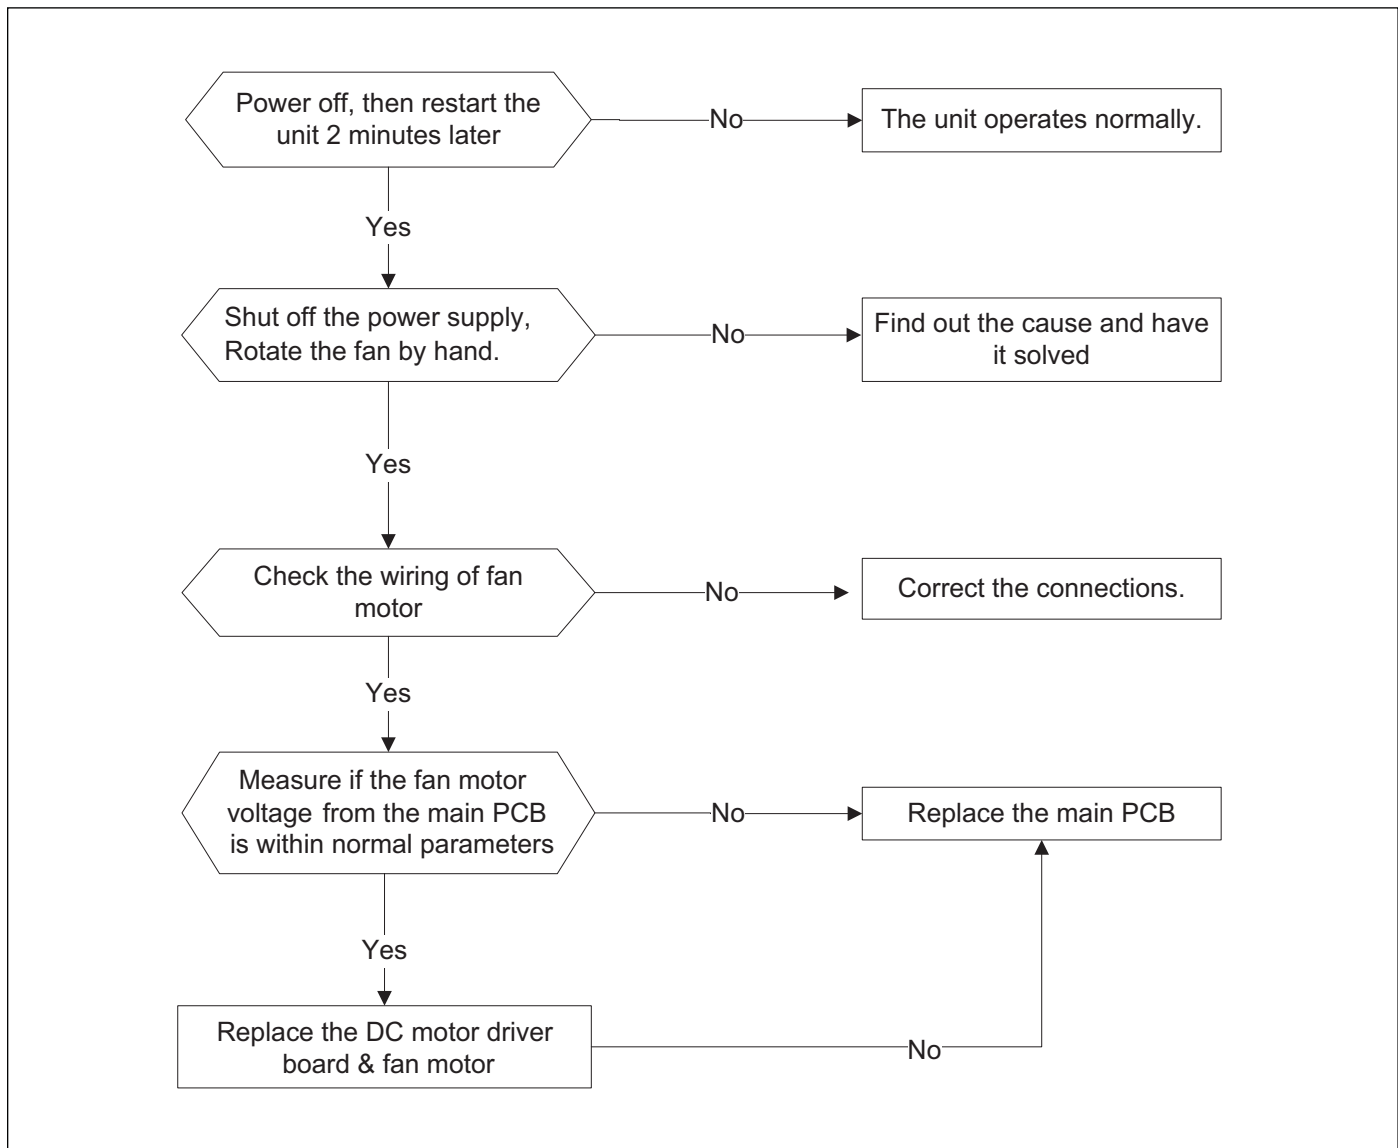 Power off, then restart the
unit 2 minutes later
No
The unit operates normally.
Yes
Shut off the power supply,
Rotate the fan by hand.
No
Find out the cause and have
it solved
Yes
Check the wiring of fan
motor
No
Correct the connections.
Yes
Measure if the fan motor
voltage from the main PCB
is within normal parameters
No
Replace the main PCB
Yes
Replace the DC motor driver
board & fan motor
No